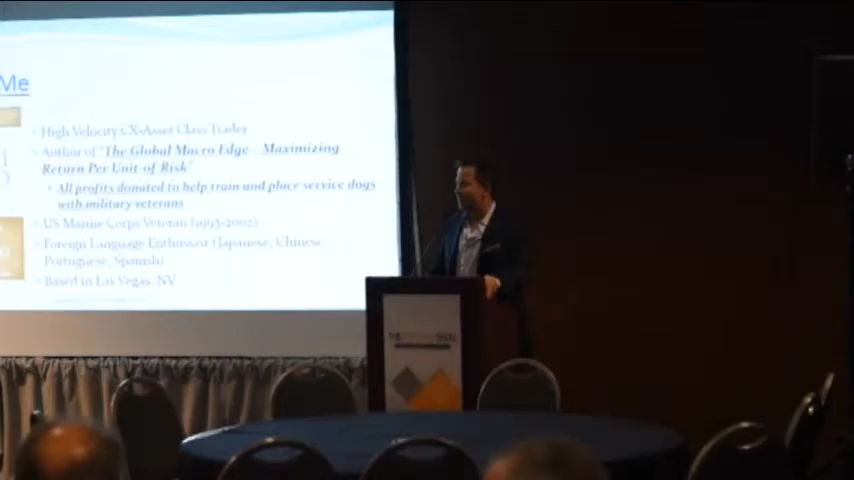 Me
High Velocity CX-Asset Class Trader
Author of "The Global Macro Edge – Maximizing
Return Per Unit-of Risk"
All profits donated to help train and place service dogs
with military veterans
US Marine Corps Veteran (1993-2002)
Foreign Language Enthusiast (Japanese, Chinese,
Portuguese, Spanish)
Based in Las Vegas, NV